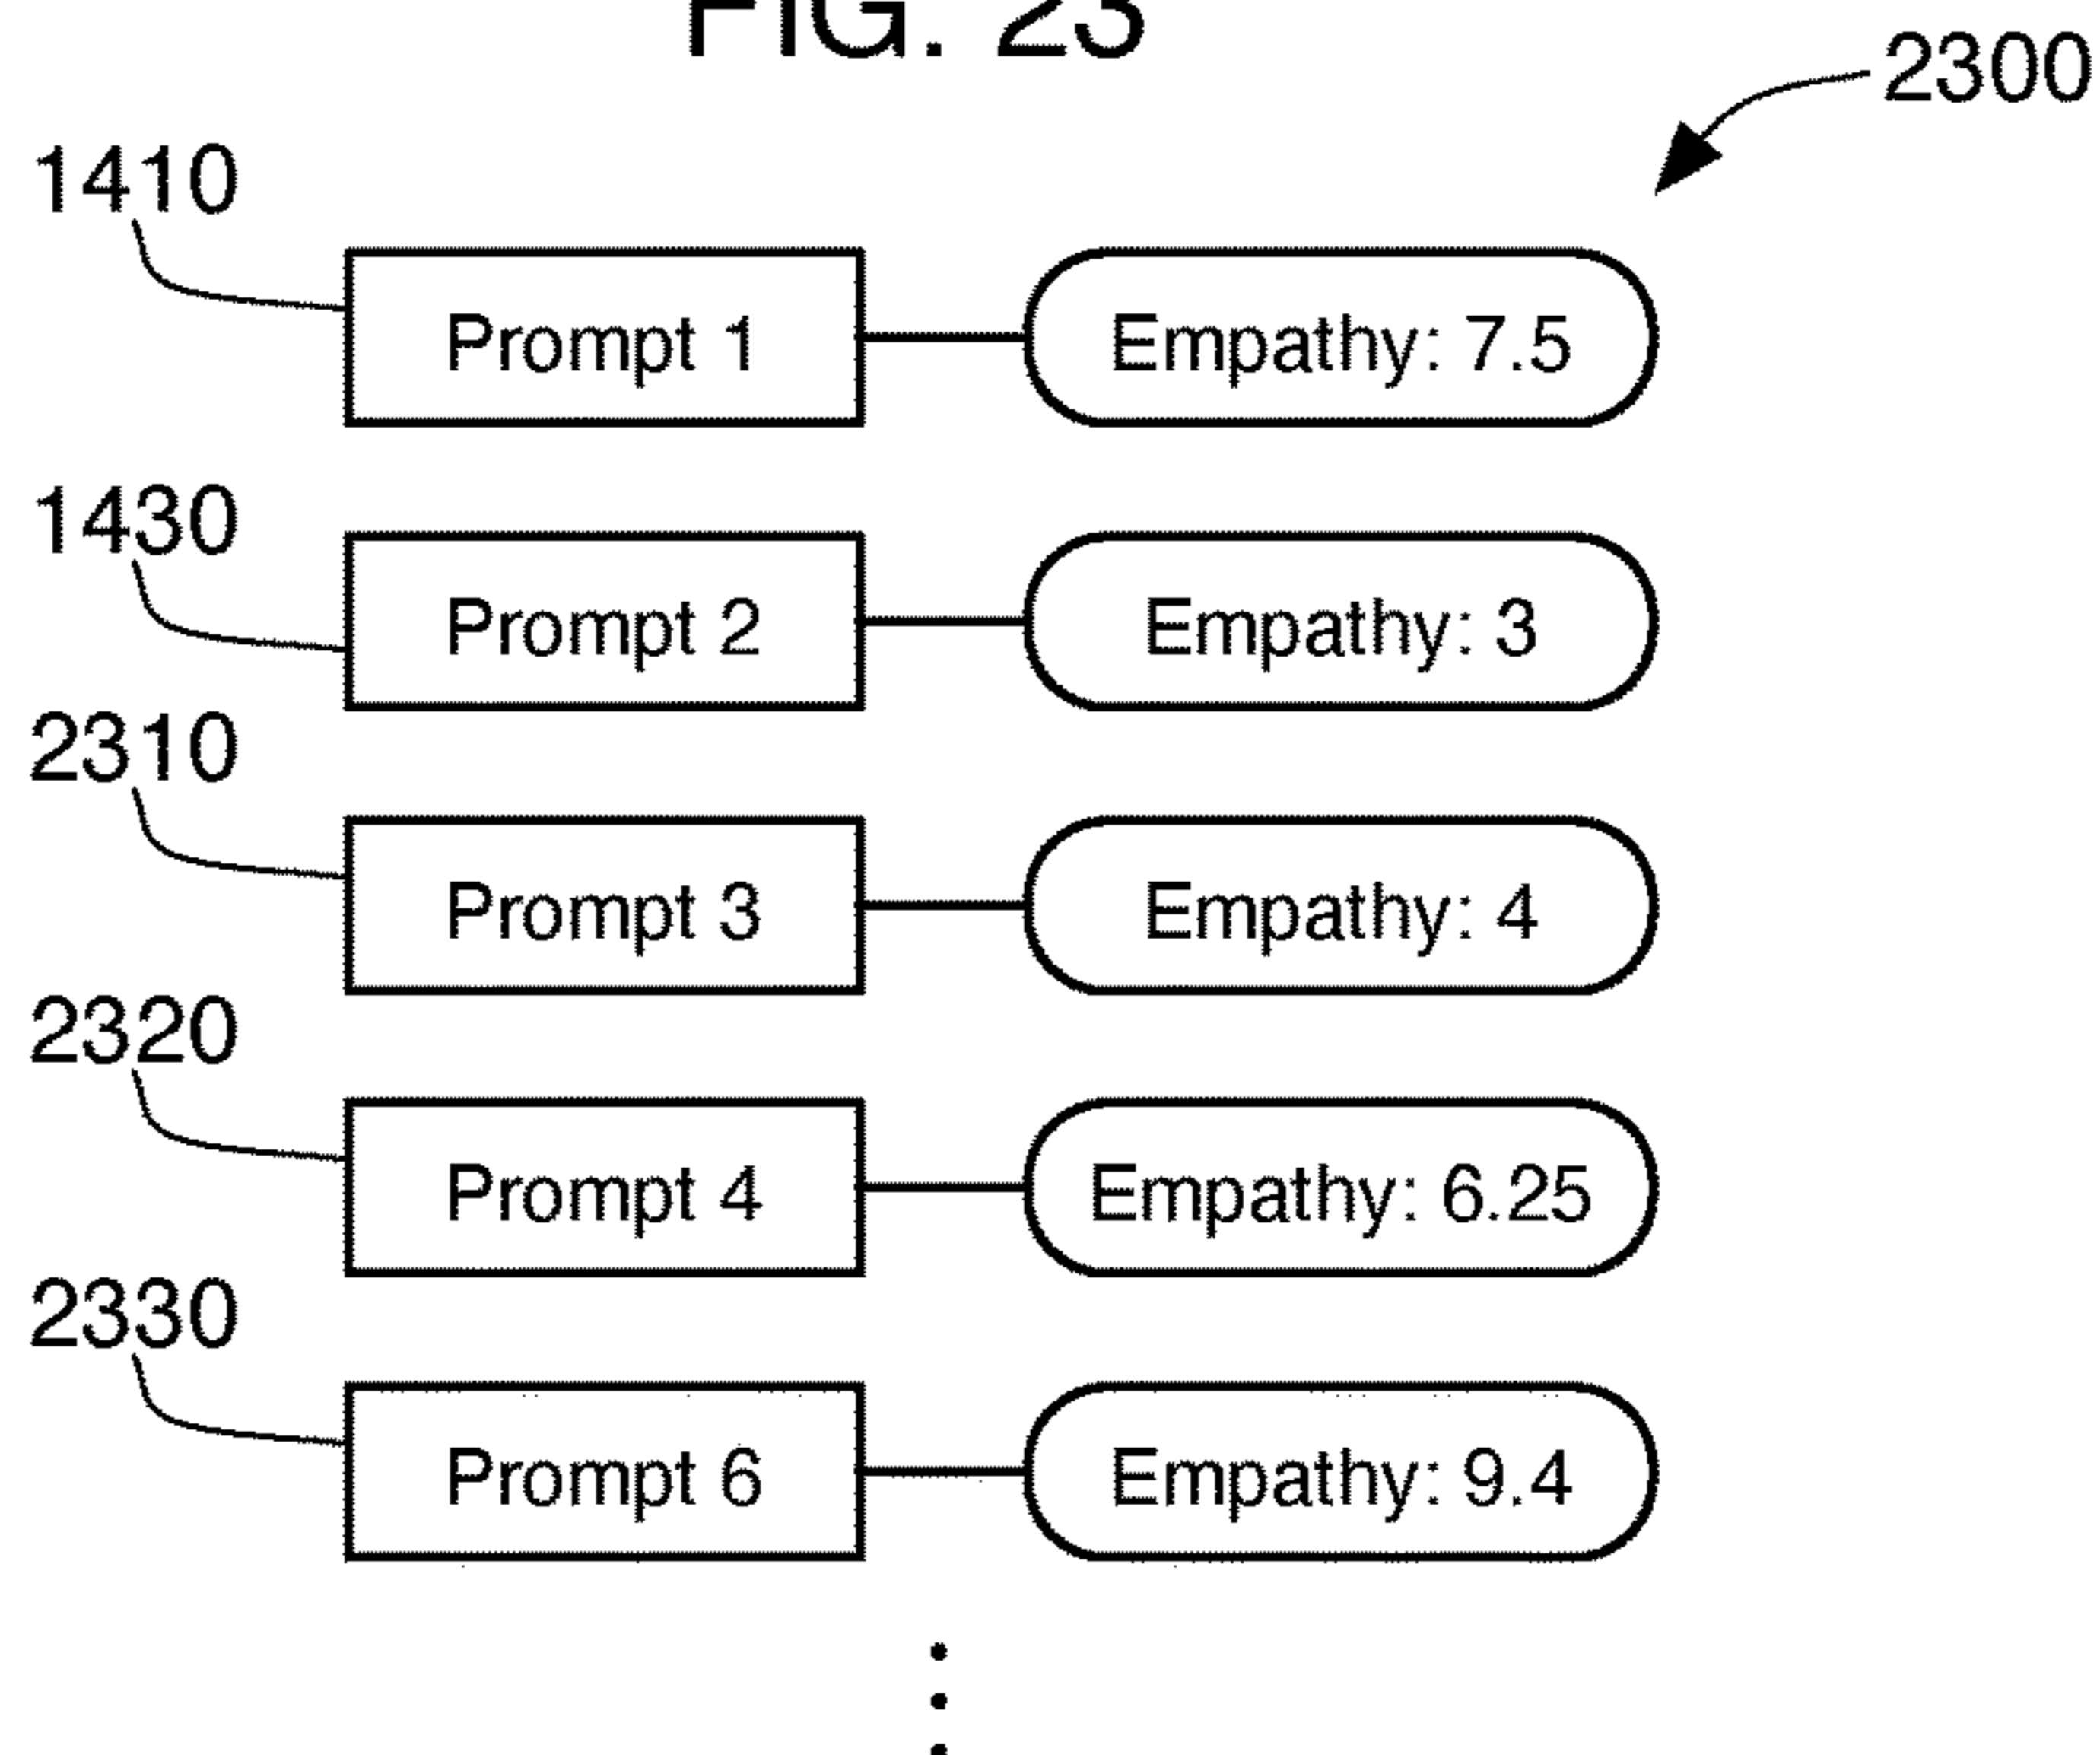 FIG. 23
2300
1410
Prompt 1 Empathy: 7.5
1430
Prompt 2 Empathy: 3
2310
Prompt 3 Empathy: 4
2320
Prompt 4 Empathy: 6.25
2330
Prompt 6 Empathy: 9.4